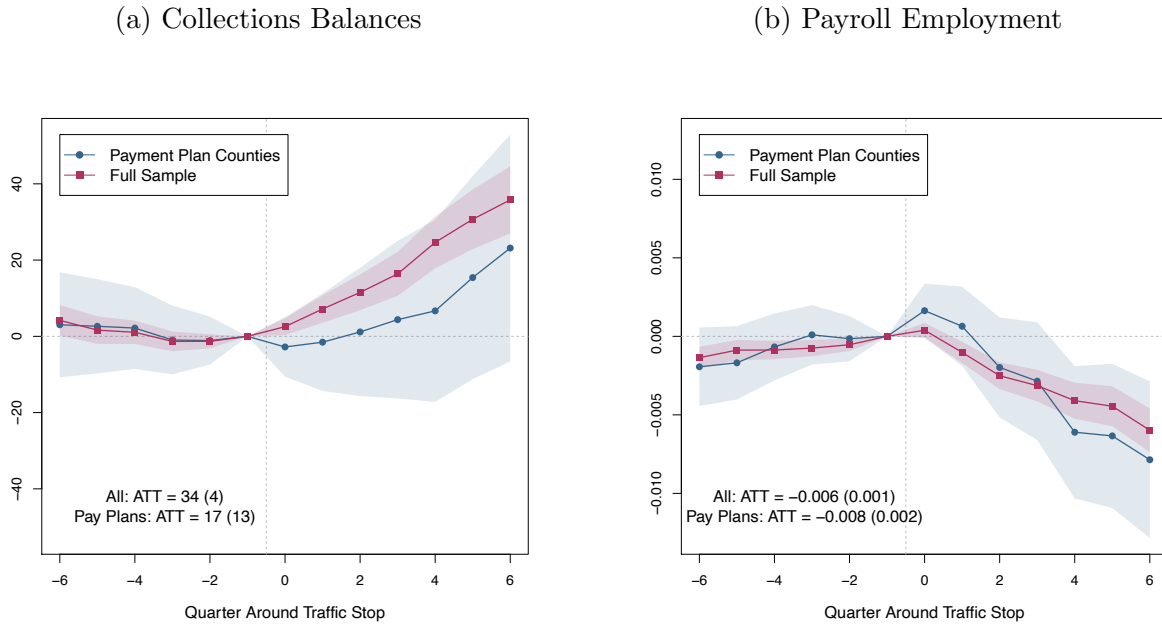 (a) Collections Balances
Payment Plan Counties
Full Sample
40
20
0
−20
−40
All: ATT = 34 (4)
Pay Plans: ATT = 17 (13)
−6 −4 −2 0 2 4 6
Quarter Around Traffic Stop
(b) Payroll Employment
Payment Plan Counties
Full Sample
0.010
0.005
0.000
−0.005
−0.010
All: ATT = −0.006 (0.001)
Pay Plans: ATT = −0.008 (0.002)
−6 −4 −2 0 2 4 6
Quarter Around Traffic Stop